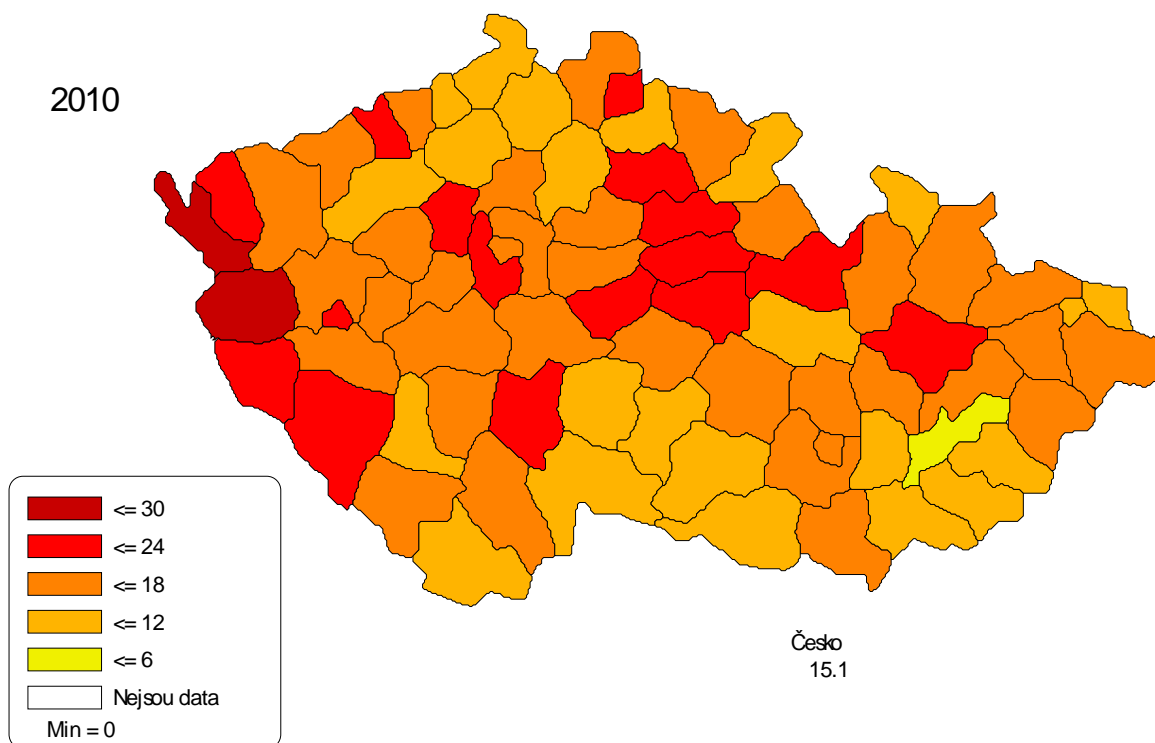 2010
<= 30
<= 24
<= 18
<= 12
<= 6
Nejsou data
Min = 0
Česko
15.1